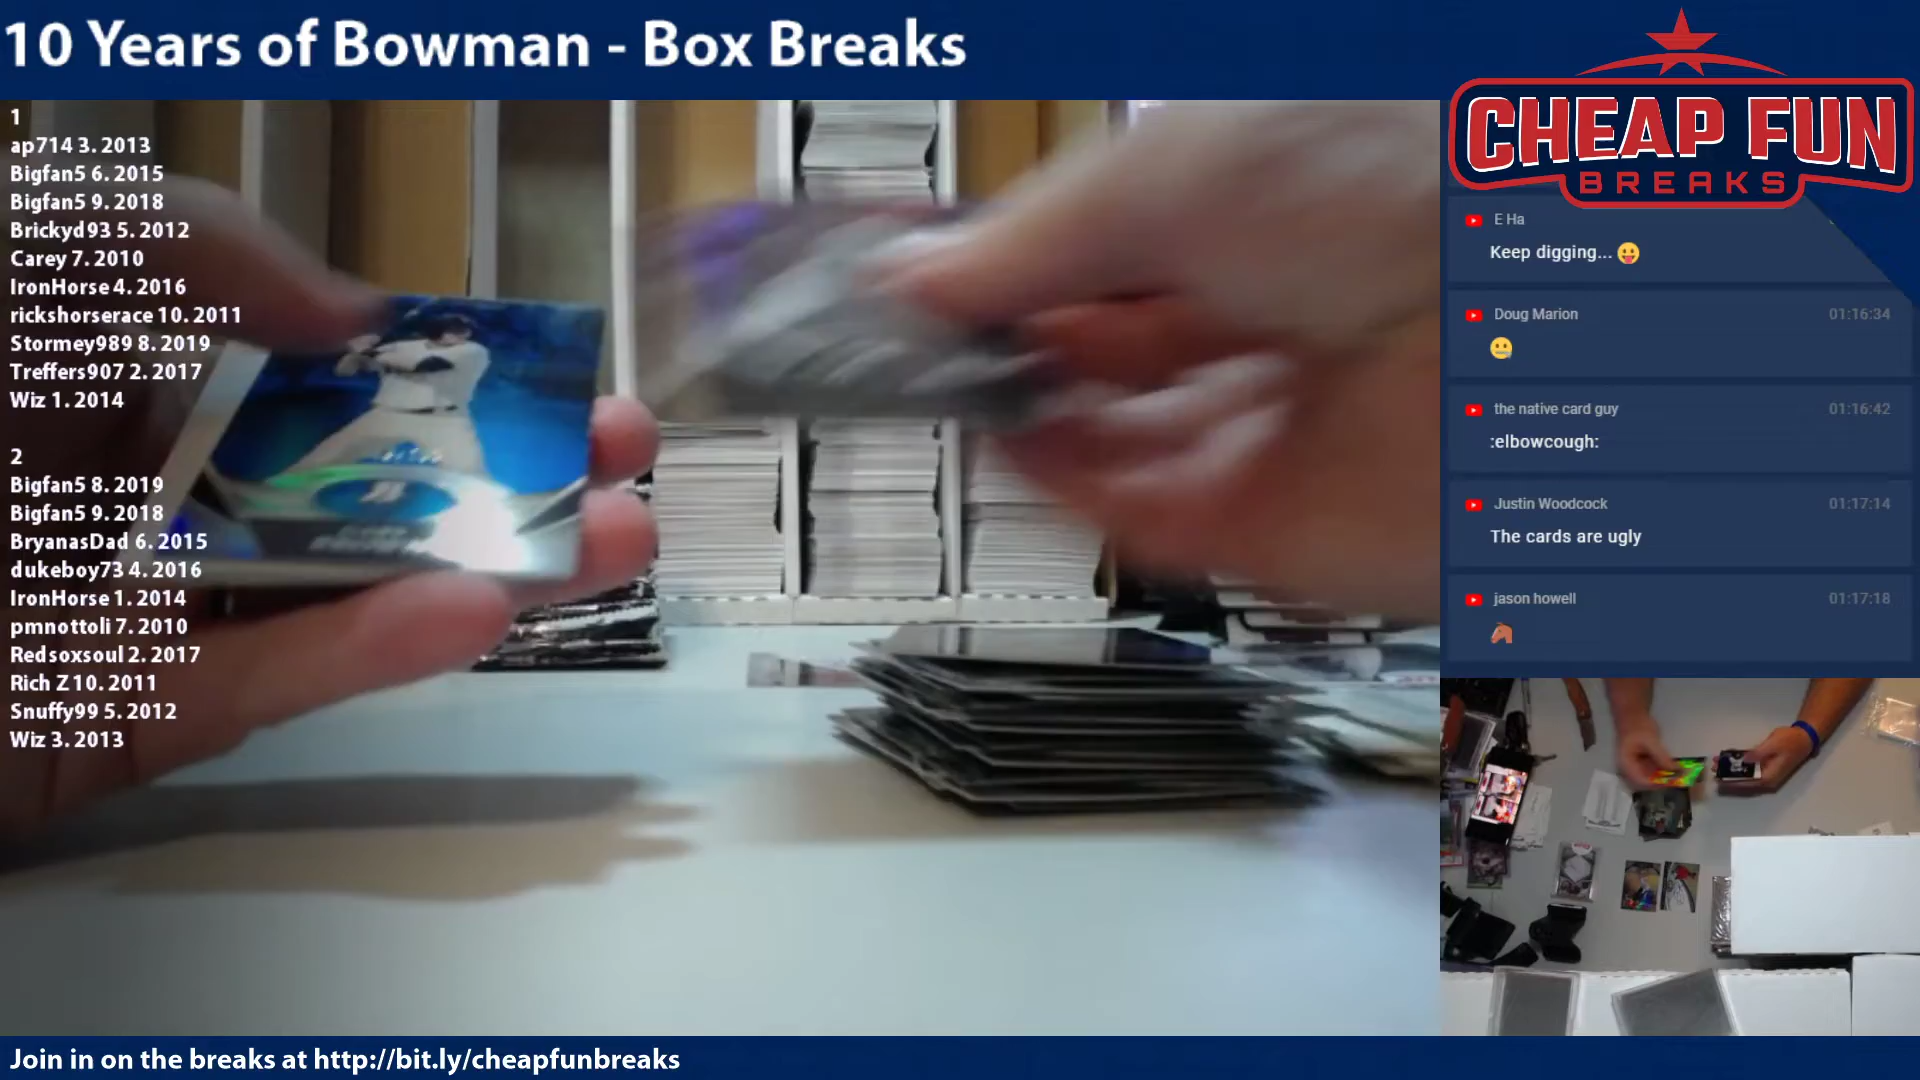 10 Years of Bowman - Box Breaks
CHEAP FUN
BREAKS
1
ap714 3. 2013
Bigfan5 6. 2015
Bigfan5 9. 2018
Brickyd93 5. 2012
Carey 7. 2010
IronHorse 4. 2016
rickshorserace 10. 2011
Stormey989 8. 2019
Treffers907 2. 2017
Wiz 1. 2014
2
Bigfan5 8. 2019
Bigfan5 9. 2018
BryanasDad 6. 2015
dukeboy73 4. 2016
IronHorse 1. 2014
pmnottoli 7. 2010
Redsoxsoul 2. 2017
Rich Z 10. 2011
Snuffy99 5. 2012
Wiz 3. 2013
E Ha
Keep digging... 😛
Doug Marion 01:16:34
🤐
the native card guy 01:16:42
:elbowcough:
Justin Woodcock 01:17:14
The cards are ugly
jason howell 01:17:18
🐴
Join in on the breaks at http://bit.ly/cheapfunbreaks